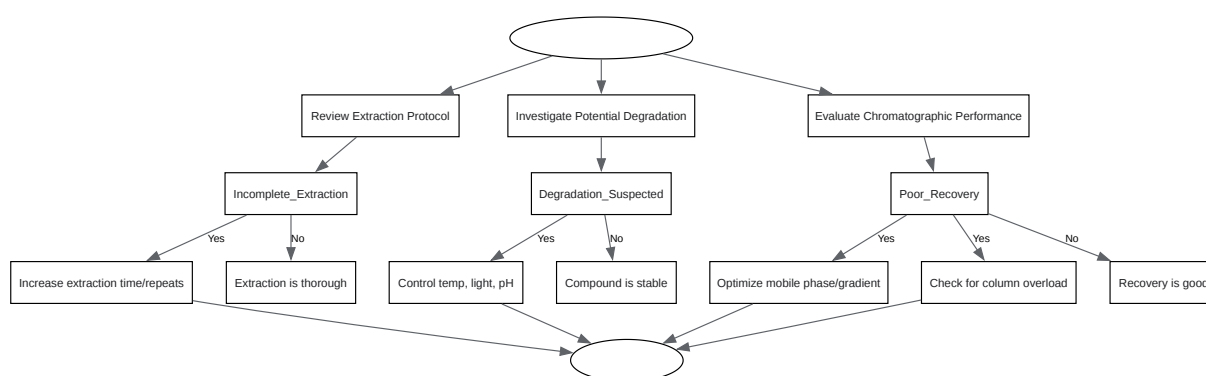 Review Extraction Protocol
Investigate Potential Degradation
Evaluate Chromatographic Performance
Incomplete_Extraction
Degradation_Suspected
Poor_Recovery
Yes
No
Yes
No
Yes
Yes
No
Increase extraction time/repeats
Extraction is thorough
Control temp, light, pH
Compound is stable
Optimize mobile phase/gradient
Check for column overload
Recovery is good